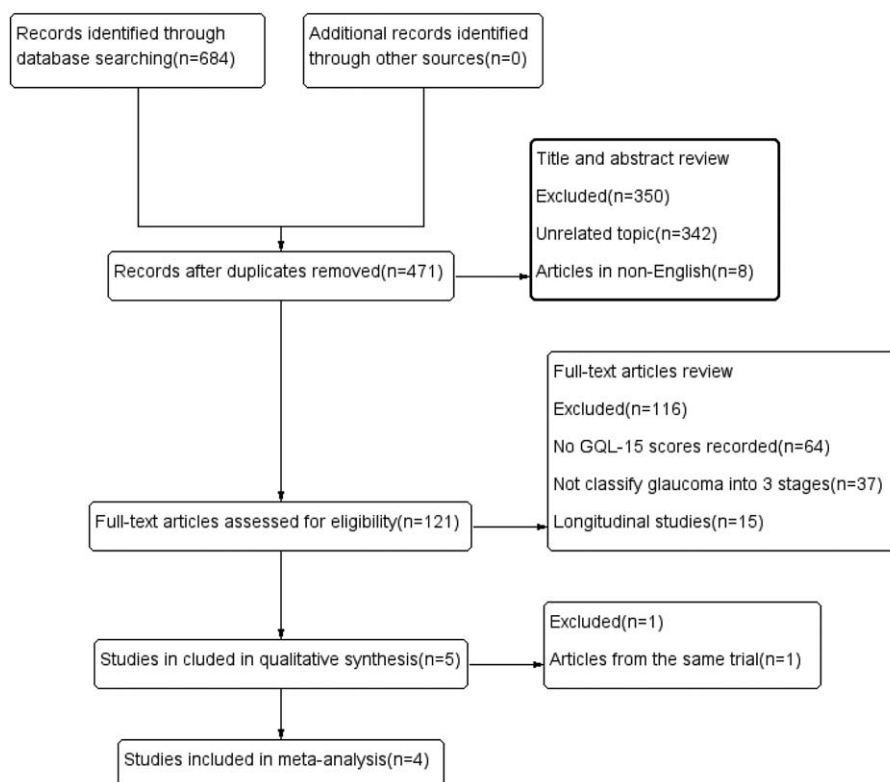 Records identified through
database searching(n=684)
Additional records identified
through other sources(n=0)
Title and abstract review
Excluded(n=350)
Unrelated topic(n=342)
Articles in non-English(n=8)
Records after duplicates removed(n=471)
Full-text articles review
Excluded(n=116)
No GQL-15 scores recorded(n=64)
Not classify glaucoma into 3 stages(n=37)
Longitudinal studies(n=15)
Full-text articles assessed for eligibility(n=121)
Excluded(n=1)
Articles from the same trial(n=1)
Studies in cluded in qualitative synthesis(n=5)
Studies included in meta-analysis(n=4)